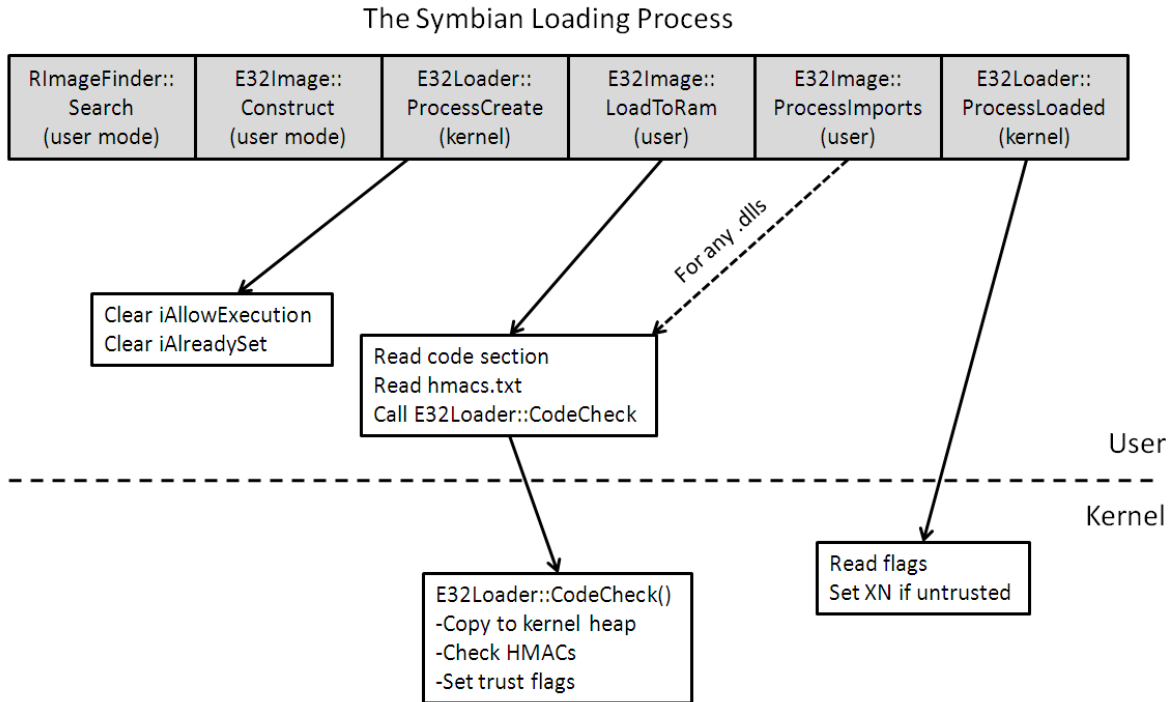 The Symbian Loading Process
RImageFinder::
Search
(user mode)
E32Image::
Construct
(user mode)
E32Loader::
ProcessCreate
(kernel)
E32Image::
LoadToRam
(user)
E32Image::
ProcessImports
(user)
E32Loader::
ProcessLoaded
(kernel)
For any .dlls
Clear iAllowExecution
Clear iAlreadySet
Read code section
Read hmacs.txt
Call E32Loader::CodeCheck
User
Kernel
Read flags
Set XN if untrusted
E32Loader::CodeCheck()
-Copy to kernel heap
-Check HMACs
-Set trust flags